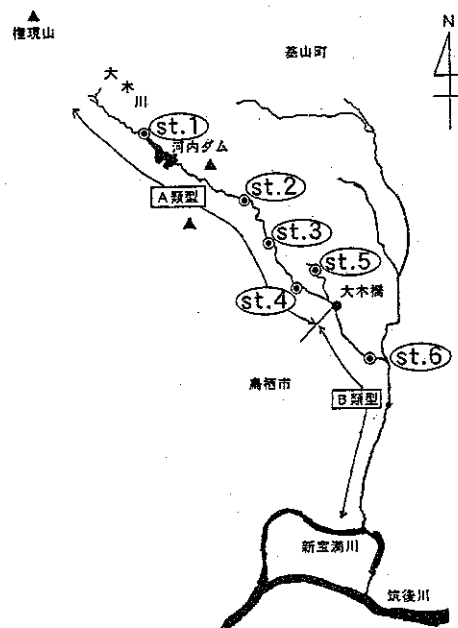 権現山
基山町
N
大木川
st.1
河内ダム
A類型
st.2
st.3
st.5
大木橋
st.4
st.6
鳥栖市
B類型
新宝満川
筑後川